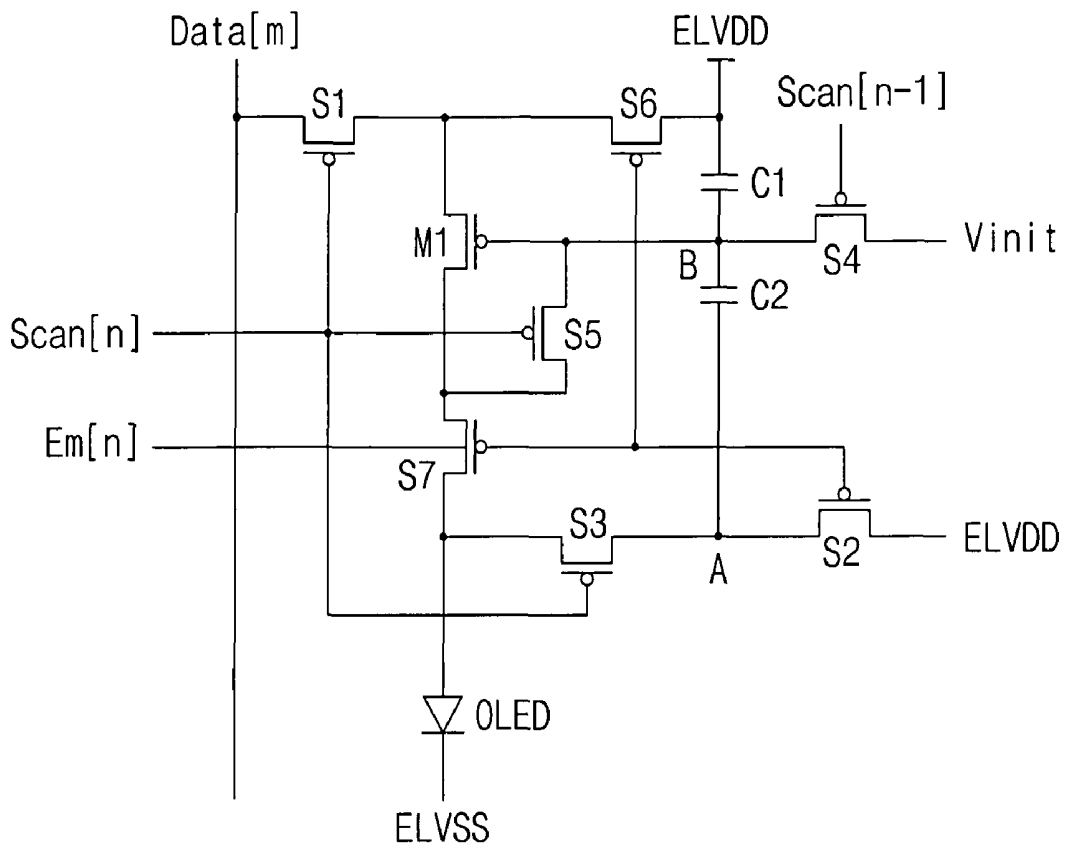 Data[m]
ELVDD
S1
S6
Scan[n-1]
C1
M1
B
S4
Vinit
C2
Scan[n]
S5
Em[n]
S7
S3
S2
ELVDD
A
OLED
ELVSS